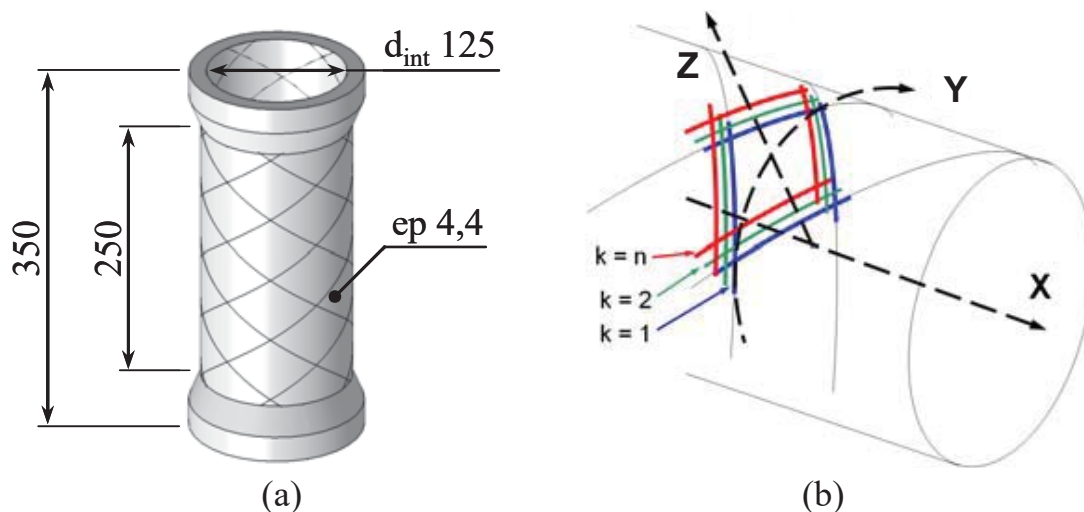 d_int 125
350
250
ep 4,4
(a)
Z
Y
X
k = n
k = 2
k = 1
(b)